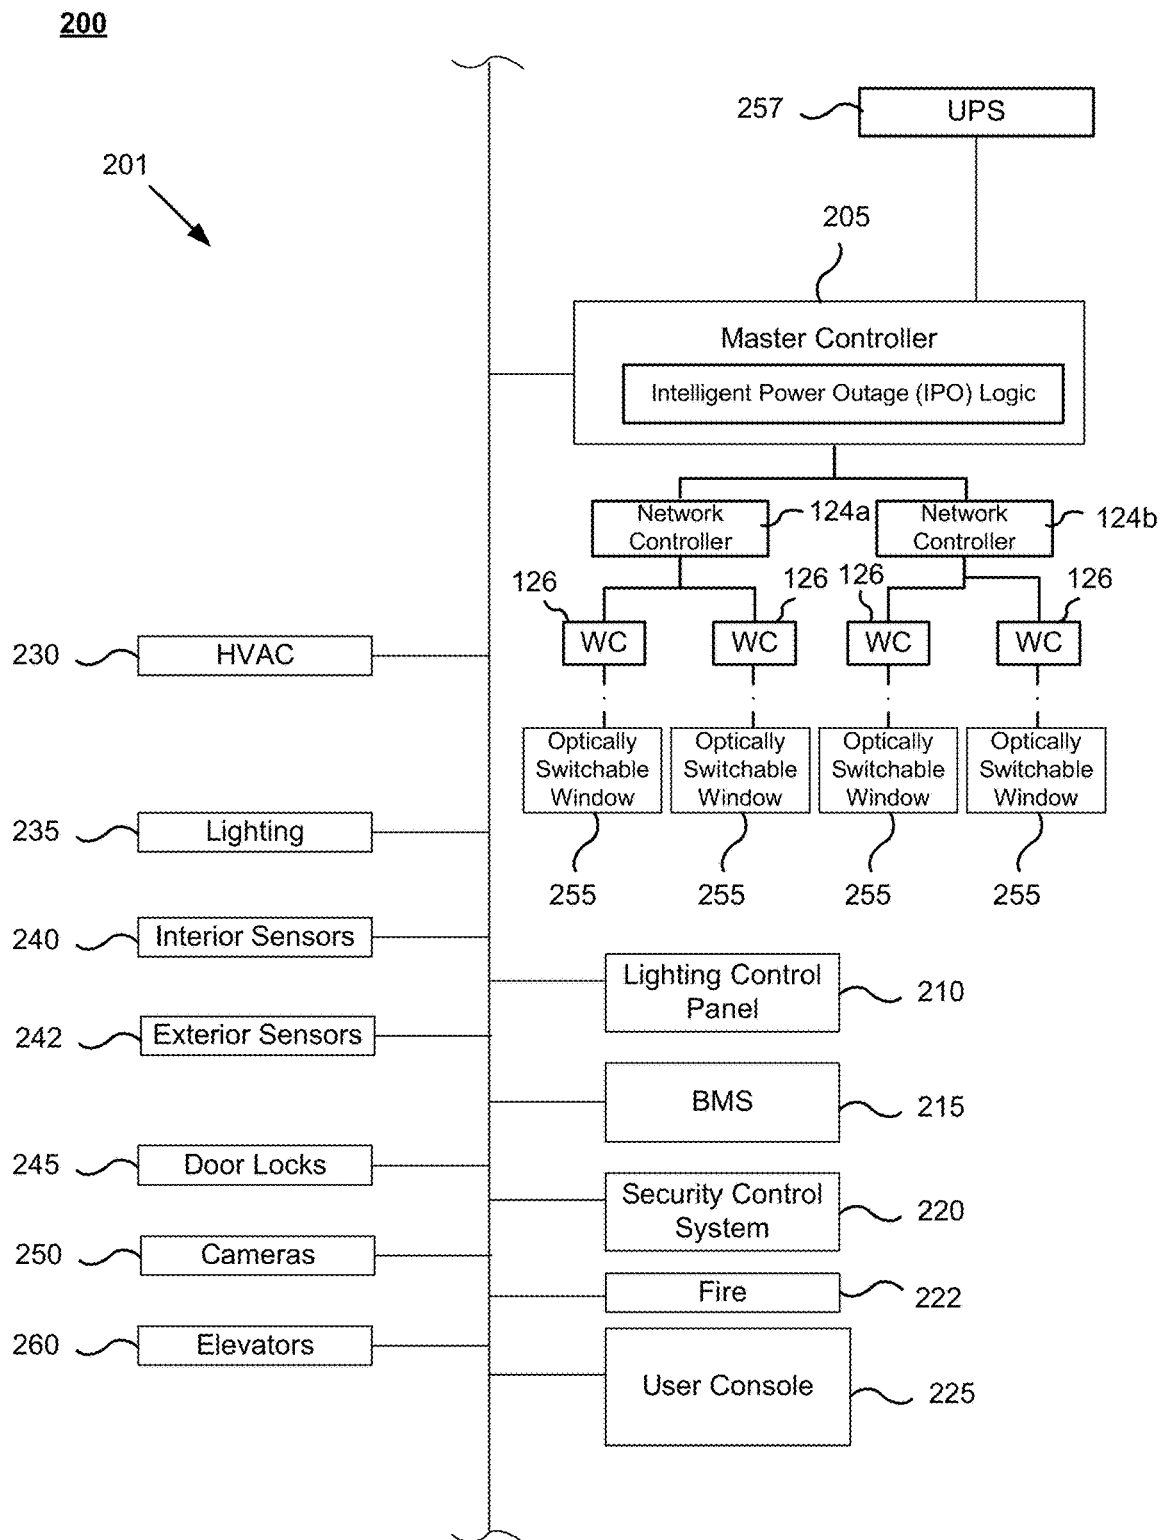 200
201
257
UPS
205
Master Controller
Intelligent Power Outage (IPO) Logic
Network
Controller
124a
Network
Controller
124b
126
126
126
126
WC
WC
WC
WC
Optically
Switchable
Window
Optically
Switchable
Window
Optically
Switchable
Window
Optically
Switchable
Window
255
255
255
255
230
HVAC
235
Lighting
240
Interior Sensors
242
Exterior Sensors
245
Door Locks
250
Cameras
260
Elevators
Lighting Control
Panel
210
BMS
215
Security Control
System
220
Fire
222
User Console
225